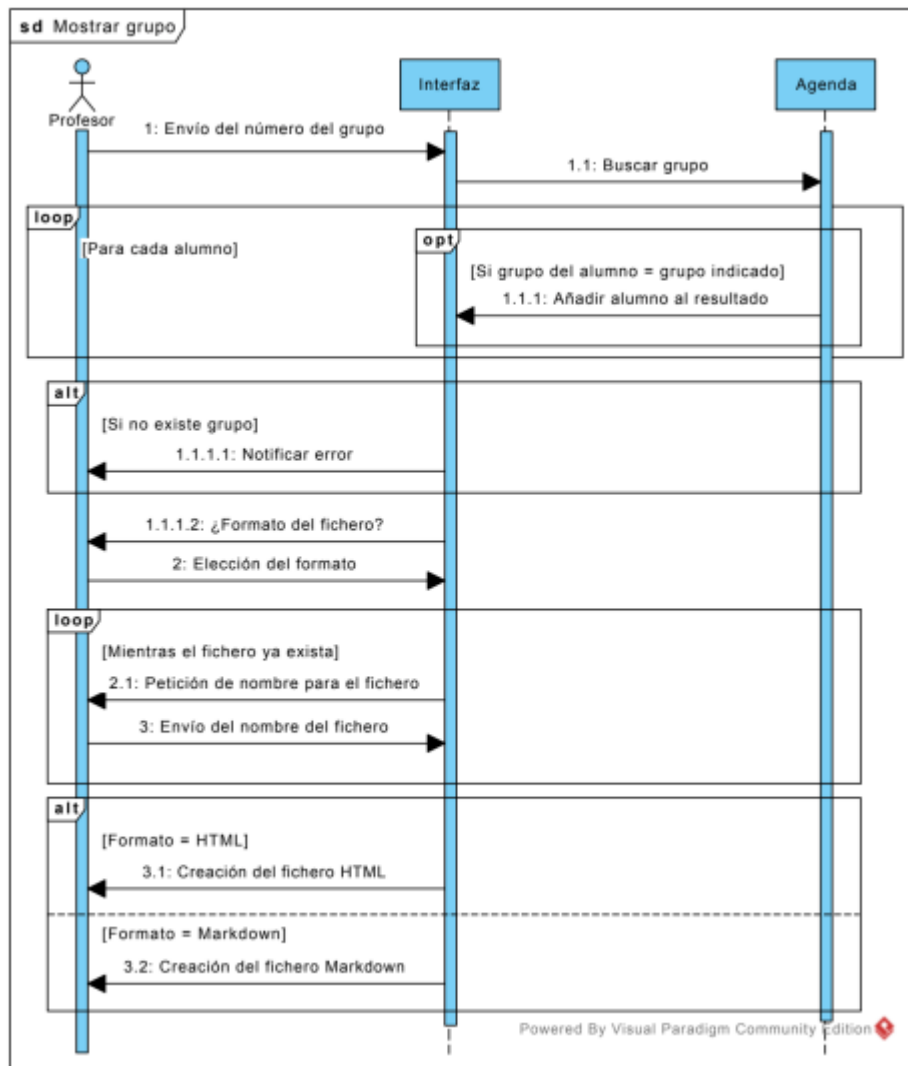 sd Mostrar grupo
Interfaz
Agenda
Profesor
1: Envío del número del grupo
1.1: Buscar grupo
loop
[Para cada alumno]
opt
[Si grupo del alumno = grupo indicado]
1.1.1: Añadir alumno al resultado
alt
[Si no existe grupo]
1.1.1.1: Notificar error
1.1.1.2: ¿Formato del fichero?
2: Elección del formato
loop
[Mientras el fichero ya exista]
2.1: Petición de nombre para el fichero
3: Envío del nombre del fichero
alt
[Formato = HTML]
3.1: Creación del fichero HTML
[Formato = Markdown]
3.2: Creación del fichero Markdown
Powered By Visual Paradigm Community Edition